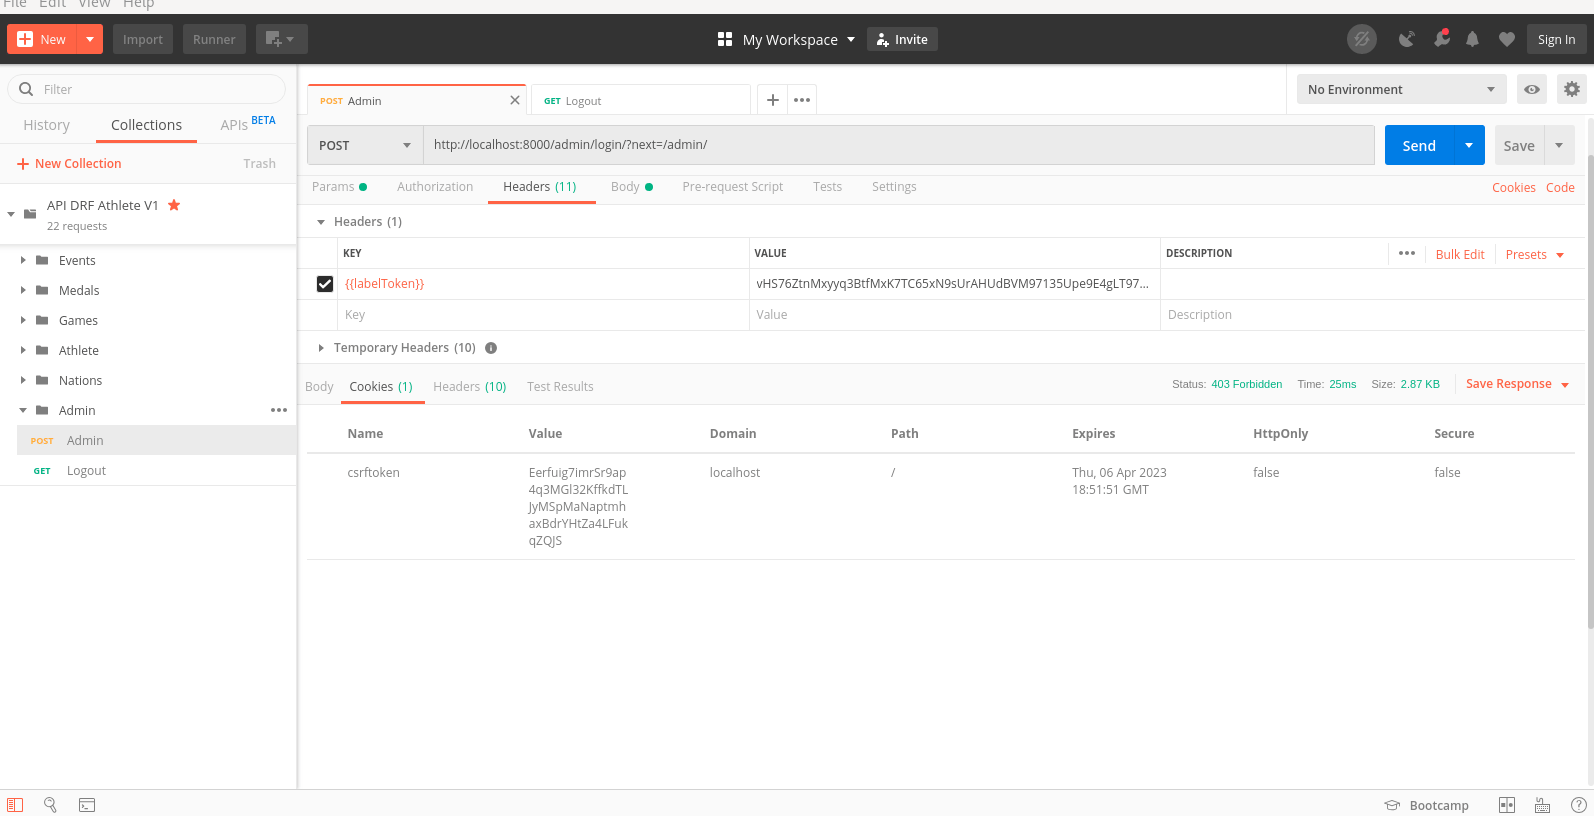 File Edit View Help
New Import Runner My Workspace Invite Sign In
Filter
History Collections APIs BETA
New Collection Trash
API DRF Athlete V1
22 requests
Events
Medals
Games
Athlete
Nations
Admin
POST Admin
GET Logout
POST Admin GET Logout No Environment
POST http://localhost:8000/admin/login/?next=/admin/ Send Save
Params Authorization Headers (11) Body Pre-request Script Tests Settings Cookies Code
Headers (1)
KEY VALUE DESCRIPTION Bulk Edit Presets
{{labelToken}} vHS76ZtnMxyyq3BtfMxK7TC65xN9sUrAHUdBVM97135Upe9E4gLT97...
Key Value Description
Temporary Headers (10)
Body Cookies (1) Headers (10) Test Results Status: 403 Forbidden Time: 25ms Size: 2.87 KB Save Response
Name Value Domain Path Expires HttpOnly Secure
csrftoken Eerfuig7imrSr9ap localhost / Thu, 06 Apr 2023 false false
4q3MGl32KffkdTL 18:51:51 GMT
JyMSpMaNaptmh
axBdrYHtZa4LFuk
qZQJS
Bootcamp